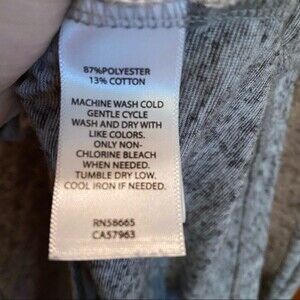 87%POLYESTER
13% COTTON
MACHINE WASH COLD
GENTLE CYCLE
WASH AND DRY WITH
LIKE COLORS.
ONLY NON-
CHLORINE BLEACH
WHEN NEEDED.
TUMBLE DRY LOW.
COOL IRON IF NEEDED.
RN58665
CA57963